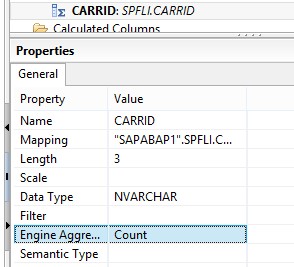 CARRID: SPFLI.CARRID
Calculated Columns
Properties
General
Property Value
Name CARRID
Mapping "SAPABAP1".SPFLI.C...
Length 3
Scale
Data Type NVARCHAR
Filter
Engine Aggre... Count
Semantic Type